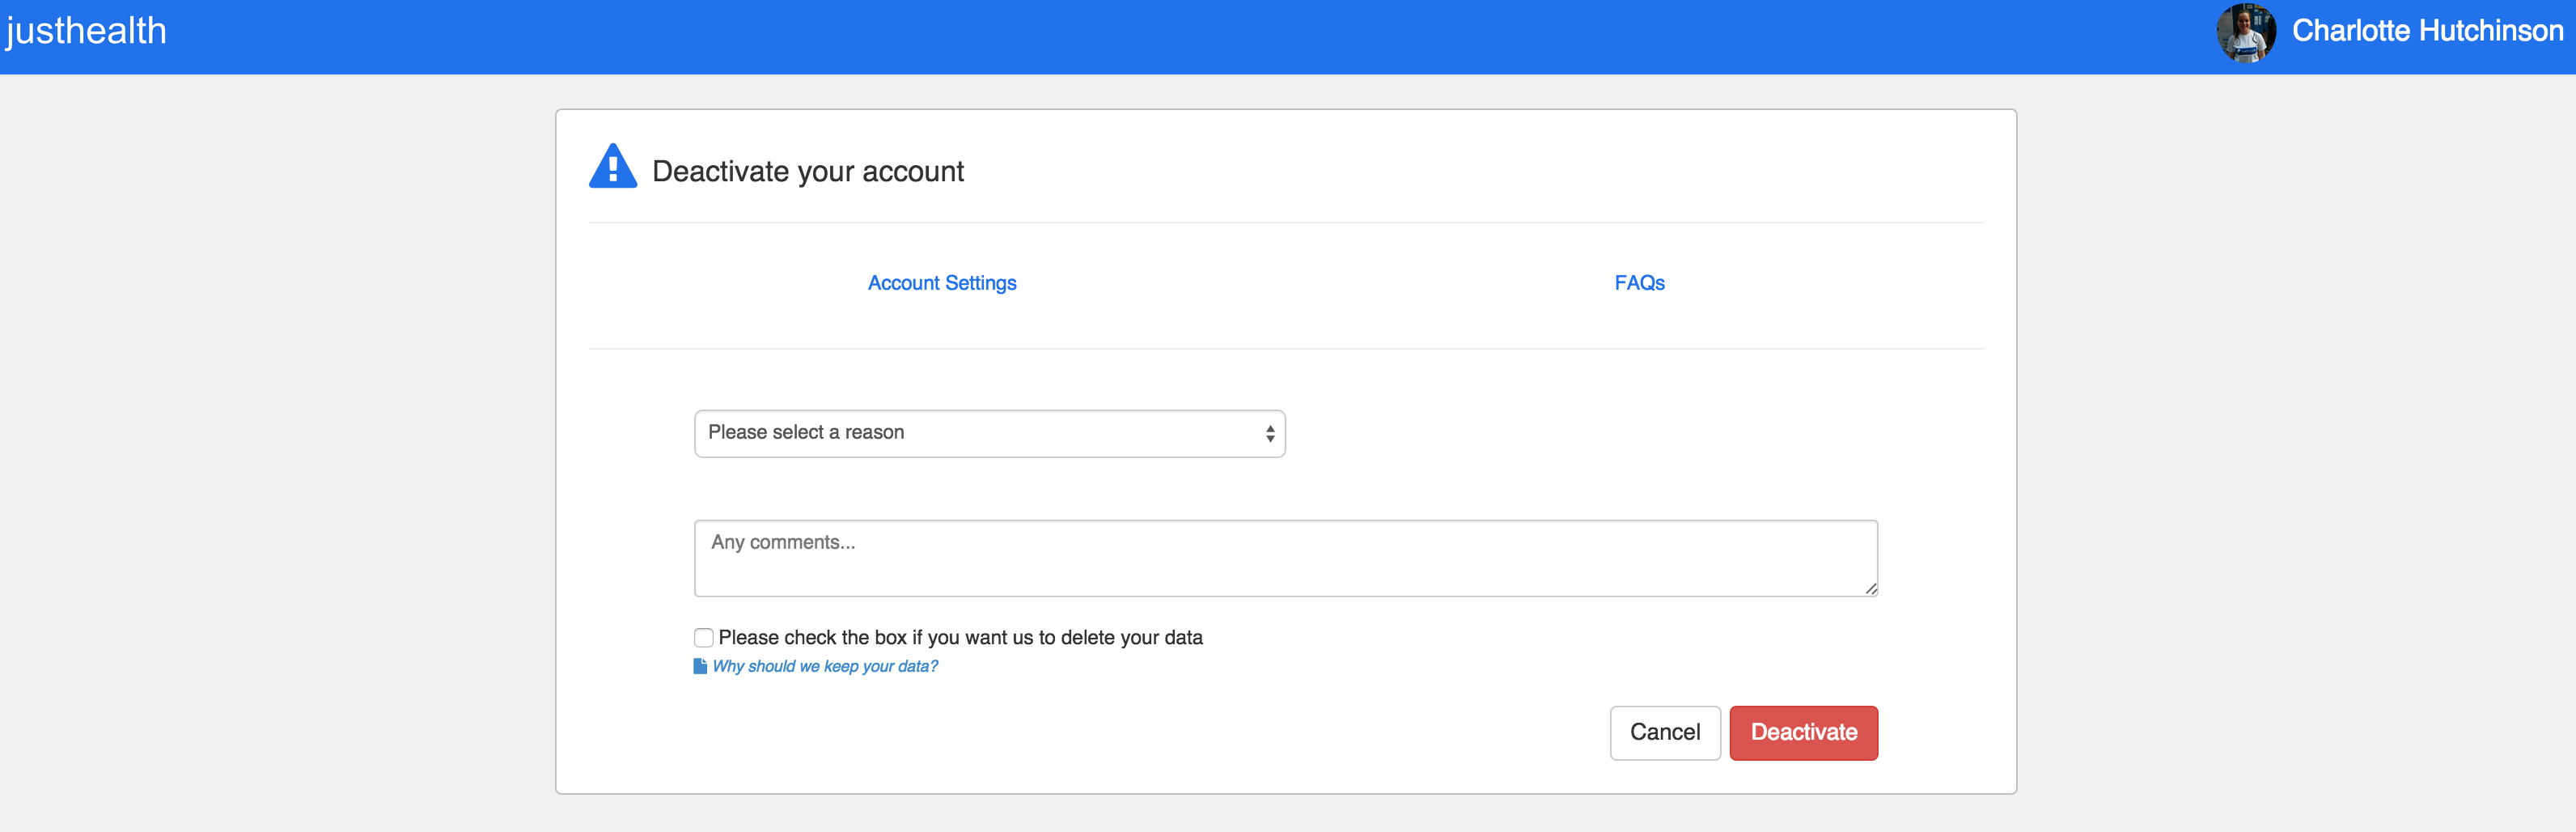 justhealth
Charlotte Hutchinson
Deactivate your account
Account Settings
FAQs
Please select a reason
Any comments...
Please check the box if you want us to delete your data
Why should we keep your data?
Cancel
Deactivate